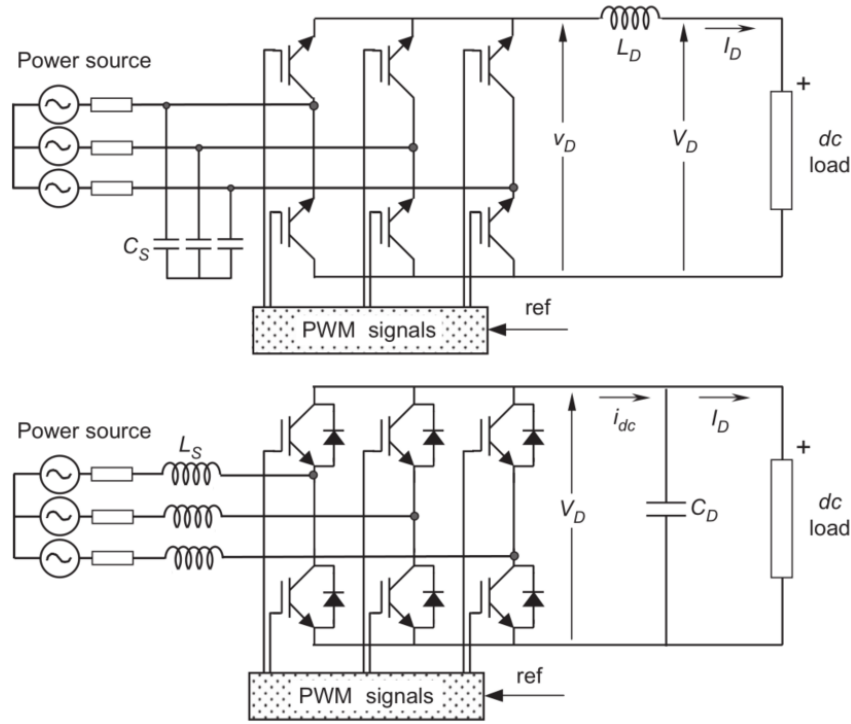 Power source
L_D
I_D
+
v_D
V_D
dc
load
C_S
PWM signals
ref
Power source
L_S
i_dc
I_D
+
V_D
C_D
dc
load
PWM signals
ref